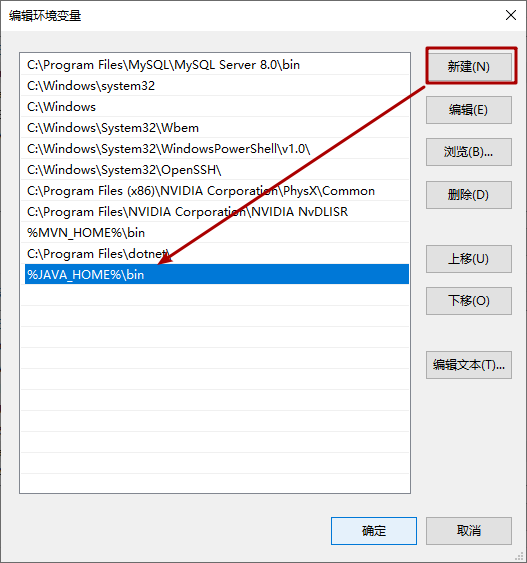 编辑环境变量
C:\Program Files\MySQL\MySQL Server 8.0\bin
C:\Windows\system32
C:\Windows
C:\Windows\System32\Wbem
C:\Windows\System32\WindowsPowerShell\v1.0\
C:\Windows\System32\OpenSSH\
C:\Program Files (x86)\NVIDIA Corporation\PhysX\Common
C:\Program Files\NVIDIA Corporation\NVIDIA NvDLISR
%MVN_HOME%\bin
C:\Program Files\dotnet\
%JAVA_HOME%\bin
新建(N)
编辑(E)
浏览(B)...
删除(D)
上移(U)
下移(O)
编辑文本(T)...
确定
取消